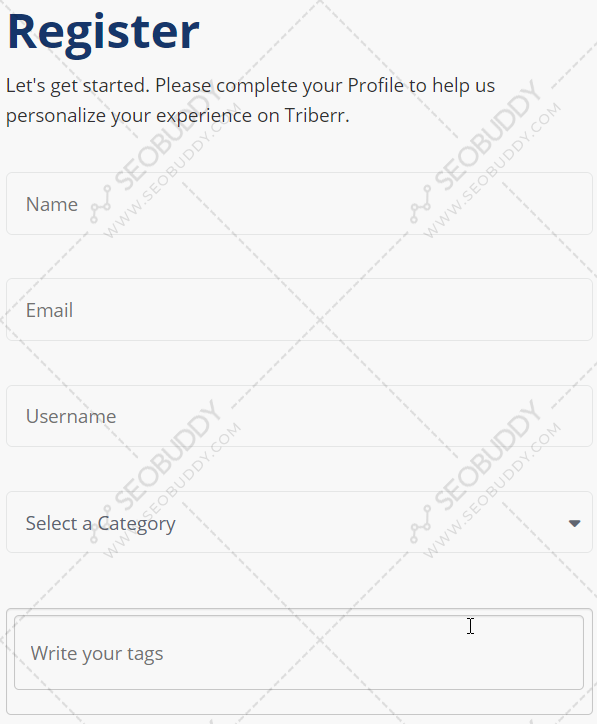 Register
Let's get started. Please complete your Profile to help us
personalize your experience on Triberr.
SEOBUDDY
WWW.SEOBUDDY.COM
SEOBUDDY
WWW.SEOBUDDY.COM
Name
Email
Username
SEOBUDDY
WWW.SEOBUDDY.COM
SEOBUDDY
WWW.SEOBUDDY.COM
Select a Category
Write your tags